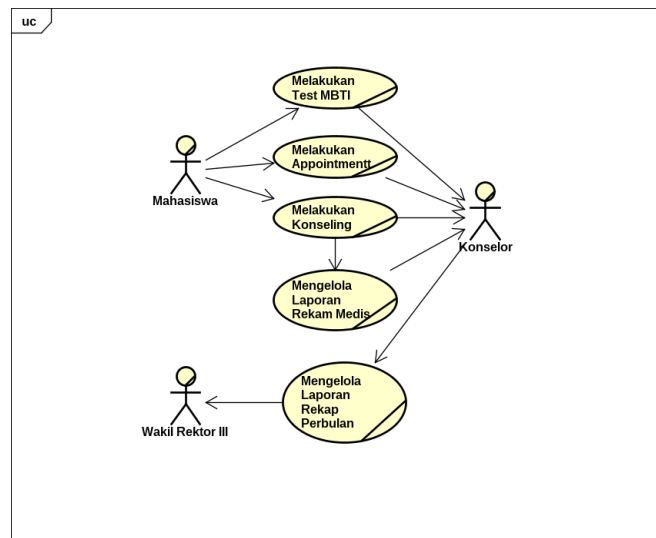 uc
Melakukan
Test MBTI
Melakukan
Appointmentt
Mahasiswa
Melakukan
Konseling
Konselor
Mengelola
Laporan
Rekam Medis
Mengelola
Laporan
Rekap
Perbulan
Wakil Rektor III